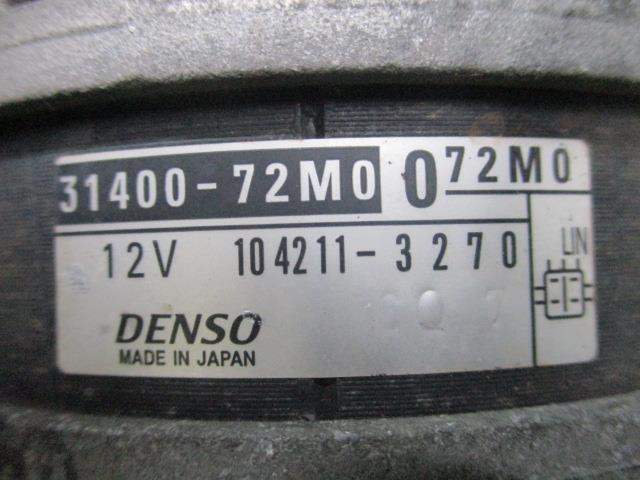 31400-72M0 0 72M0
12V 104211-3270
LIN
DENSO
MADE IN JAPAN